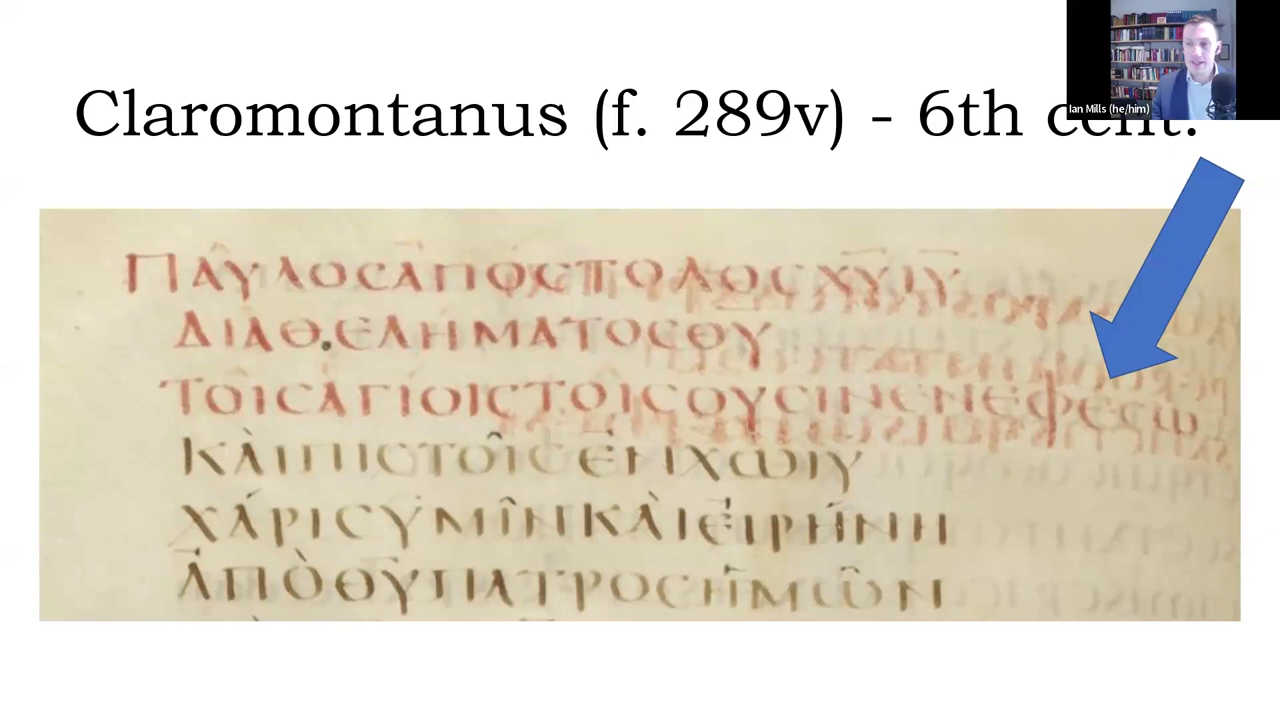 Claromontanus (f. 289v) - 6th cent.
Ian Mills (he/him)
ΠΑΥΛΟϹΑΠΟϹΤΟΛΟϹΧΥΙΥ
ΔΙΑΘΕΛΗΜΑΤΟϹΘΥ
ΤΟΙϹΑΓΙΟΙϹΤΟΙϹΟΥϹΙΝΕΝΕΦΕϹΩ
ΚΑΙΠΙϹΤΟΙϹΕΝΧΩΙΥ
ΧΑΡΙϹΥΜΙΝΚΑΙΕΙΡΗΝΗ
ΑΠΟΘΥΠΑΤΡΟϹΗΜΩΝ